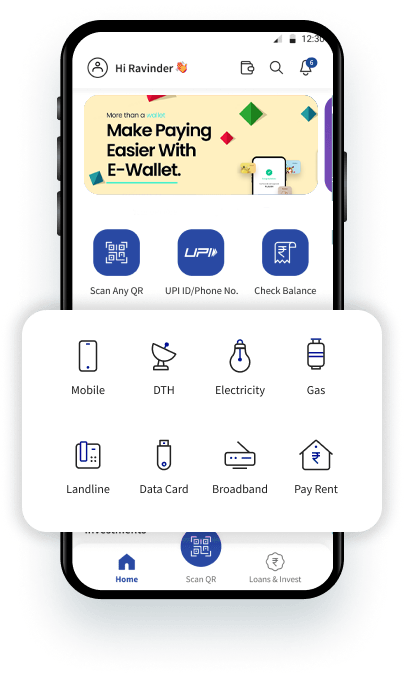 12:30
Hi Ravinder
6
More than a wallet
Make Paying
Easier With
E-Wallet.
UPI
Scan Any QR
UPI ID/Phone No.
Check Balance
Mobile
DTH
Electricity
Gas
Landline
Data Card
Broadband
Pay Rent
Investments
Home
Scan QR
Loans & Invest